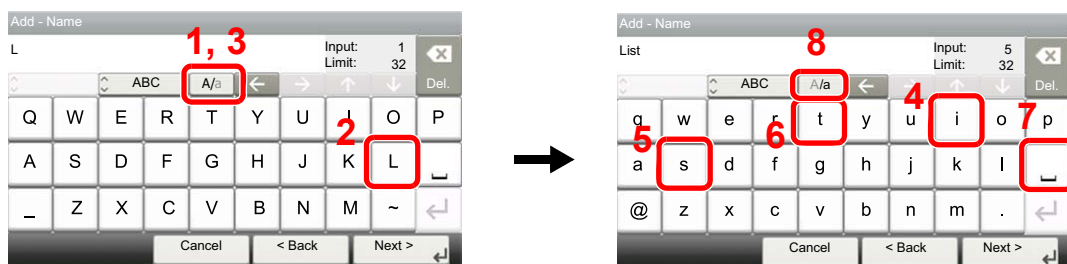 Add - Name
L
1, 3
Input: 1
Limit: 32
ABC
A/a
Del.
Q W E R T Y U I O P
2
A S D F G H J K L
_ Z X C V B N M ~
Cancel < Back Next >
Add - Name
List
8
Input: 5
Limit: 32
ABC
A/a
Del.
4
q w e r t y u i o p
5 6 7
a s d f g h j k l
@ z x c v b n m .
Cancel < Back Next >